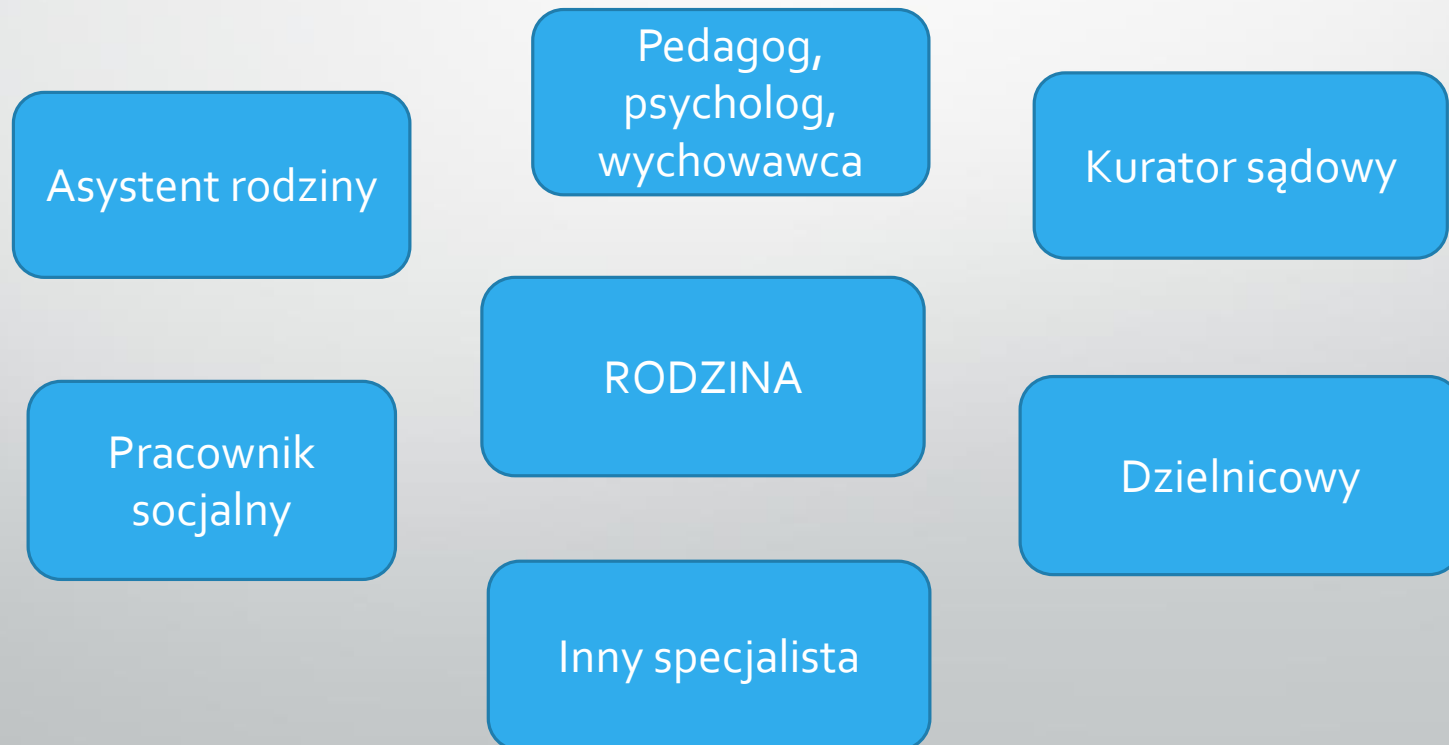 Pedagog,
psycholog,
wychowawca
Asystent rodziny
Kurator sądowy
RODZINA
Pracownik
socjalny
Dzielnicowy
Inny specjalista